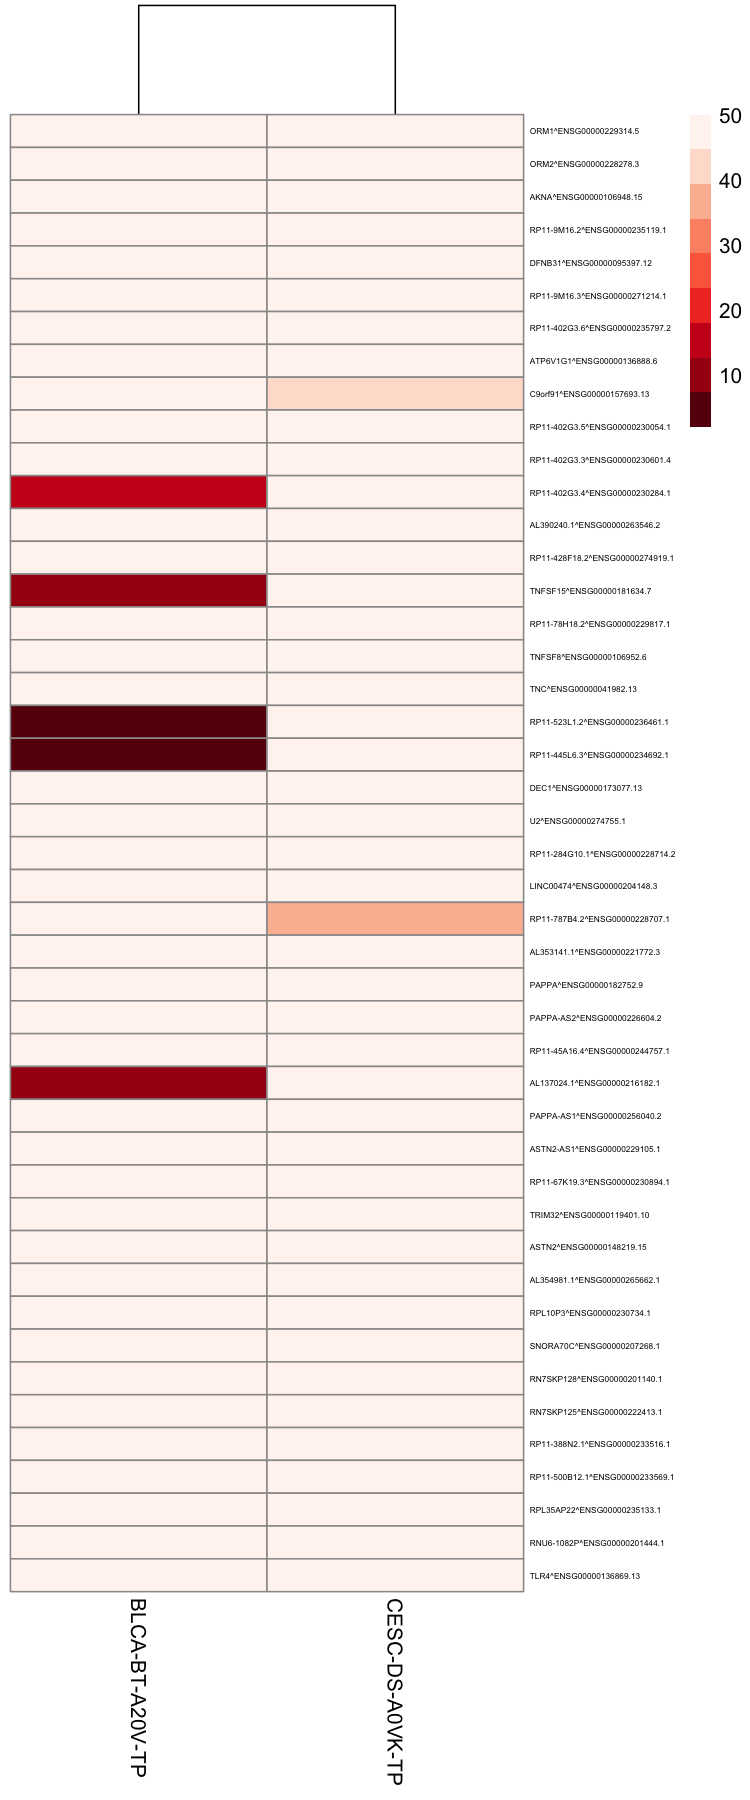 50
40
30
20
10
ORM1^ENSG00000229314.5
ORM2^ENSG00000228278.3
AKNA^ENSG00000106948.15
RP11-9M16.2^ENSG00000235119.1
DFNB31^ENSG00000095397.12
RP11-9M16.3^ENSG00000271214.1
RP11-402G3.6^ENSG00000235797.2
ATP6V1G1^ENSG00000136888.6
C9orf91^ENSG00000157693.13
RP11-402G3.5^ENSG00000230054.1
RP11-402G3.3^ENSG00000230601.4
RP11-402G3.4^ENSG00000230284.1
AL390240.1^ENSG00000263546.2
RP11-428F18.2^ENSG00000274919.1
TNFSF15^ENSG00000181634.7
RP11-78H18.2^ENSG00000229817.1
TNFSF8^ENSG00000106952.6
TNC^ENSG00000041982.13
RP11-523L1.2^ENSG00000236461.1
RP11-445L6.3^ENSG00000234692.1
DEC1^ENSG00000173077.13
U2^ENSG00000274755.1
RP11-284G10.1^ENSG00000228714.2
LINC00474^ENSG00000204148.3
RP11-787B4.2^ENSG00000228707.1
AL353141.1^ENSG00000221772.3
PAPPA^ENSG00000182752.9
PAPPA-AS2^ENSG00000226604.2
RP11-45A16.4^ENSG00000244757.1
AL137024.1^ENSG00000216182.1
PAPPA-AS1^ENSG00000256040.2
ASTN2-AS1^ENSG00000229105.1
RP11-67K19.3^ENSG00000230894.1
TRIM32^ENSG00000119401.10
ASTN2^ENSG00000148219.15
AL354981.1^ENSG00000265662.1
RPL10P3^ENSG00000230734.1
SNORA70C^ENSG00000207268.1
RN7SKP128^ENSG00000201140.1
RN7SKP125^ENSG00000222413.1
RP11-388N2.1^ENSG00000233516.1
RP11-500B12.1^ENSG00000233569.1
RPL35AP22^ENSG00000235133.1
RNU6-1082P^ENSG00000201444.1
TLR4^ENSG00000136869.13
BLCA-BT-A20V-TP
CESC-DS-A0VK-TP